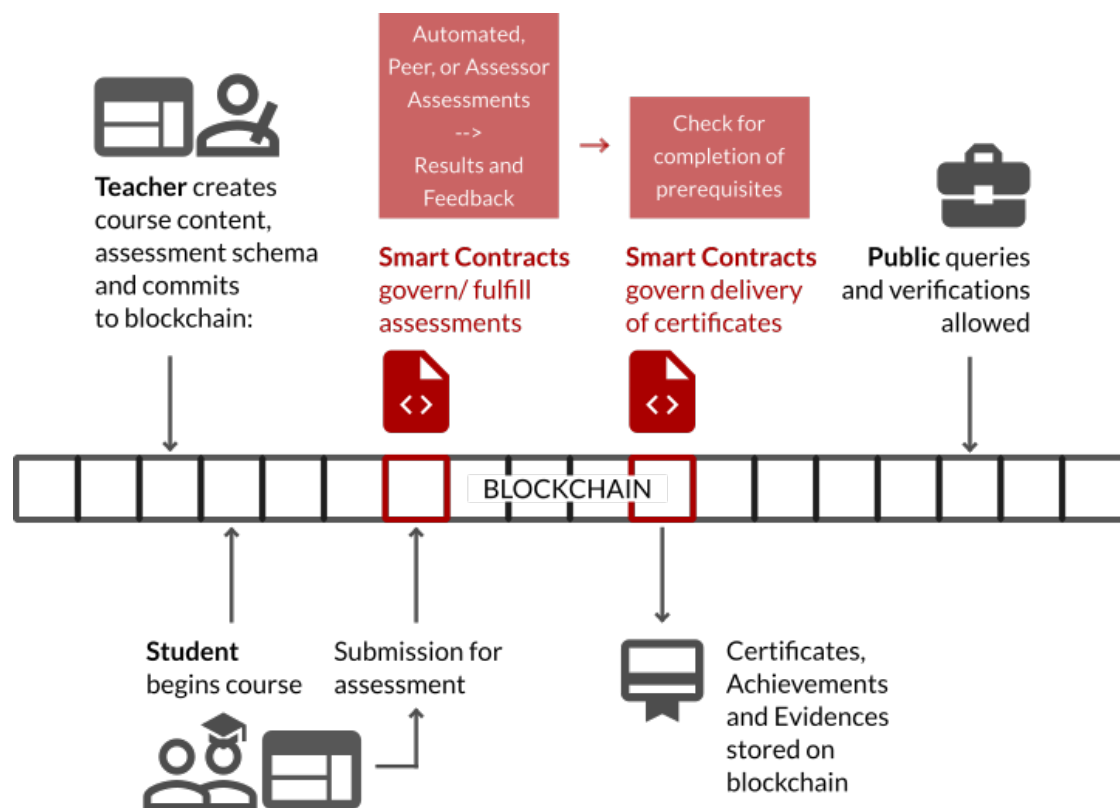 Automated,
Peer, or Assessor
Assessments
-->
Results and
Feedback
→
Check for
completion of
prerequisites
Teacher creates
course content,
assessment schema
and commits
to blockchain:
Smart Contracts
govern/ fulfill
assessments
Smart Contracts
govern delivery
of certificates
Public queries
and verifications
allowed
< >
< >
BLOCKCHAIN
Student
begins course
Submission for
assessment
Certificates,
Achievements
and Evidences
stored on
blockchain